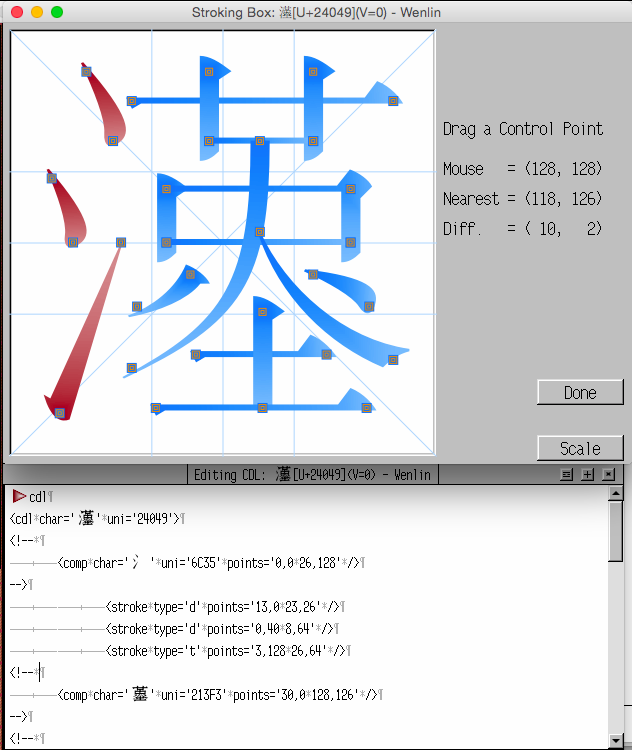 Stroking Box: 𤁉[U+24049](V=0) - Wenlin
Drag a Control Point
Mouse = (128, 128)
Nearest = (118, 126)
Diff. = ( 10, 2)
Done
Scale
Editing CDL: 𤁉[U+24049](V=0) - Wenlin
cdl¶
<cdl*char='𤁉'*uni='24049'>¶
<!--*¶
<comp*char='氵'*uni='6C35'*points='0,0*26,128'*/>¶
-->¶
<stroke*type='d'*points='13,0*23,26'*/>¶
<stroke*type='d'*points='0,40*8,64'*/>¶
<stroke*type='t'*points='3,128*26,64'*/>¶
<!--*¶
<comp*char='𡏳'*uni='213F3'*points='30,0*128,126'*/>¶
-->¶
<!--*¶